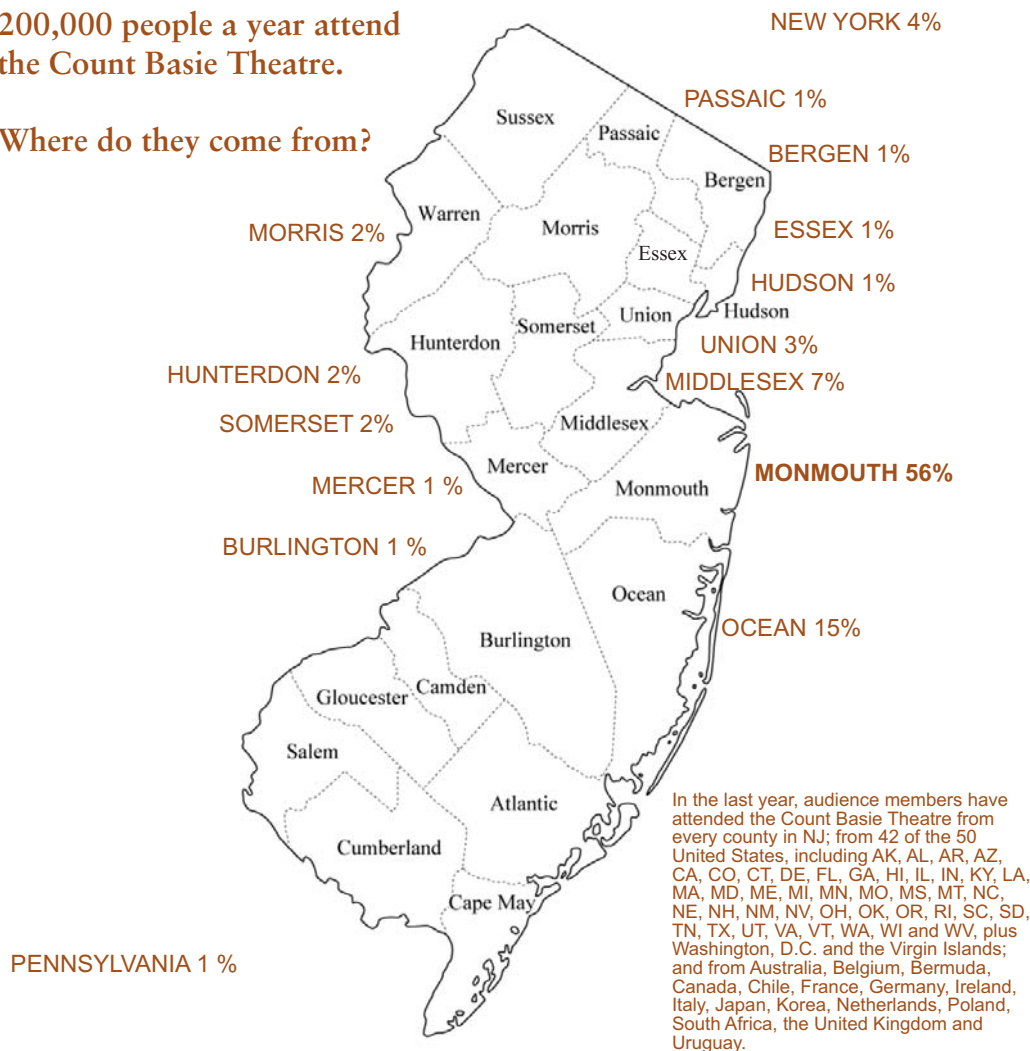 200,000 people a year attend
the Count Basie Theatre.
Where do they come from?
NEW YORK 4%
PASSAIC 1%
BERGEN 1%
ESSEX 1%
HUDSON 1%
UNION 3%
MIDDLESEX 7%
MONMOUTH 56%
OCEAN 15%
MORRIS 2%
HUNTERDON 2%
SOMERSET 2%
MERCER 1 %
BURLINGTON 1 %
PENNSYLVANIA 1 %
Sussex
Passaic
Bergen
Warren
Morris
Essex
Hudson
Union
Somerset
Hunterdon
Middlesex
Mercer
Monmouth
Ocean
Burlington
Camden
Gloucester
Salem
Atlantic
Cumberland
Cape May
In the last year, audience members have
attended the Count Basie Theatre from
every county in NJ; from 42 of the 50
United States, including AK, AL, AR, AZ,
CA, CO, CT, DE, FL, GA, HI, IL, IN, KY, LA,
MA, MD, ME, MI, MN, MO, MS, MT, NC,
NE, NH, NM, NV, OH, OK, OR, RI, SC, SD,
TN, TX, UT, VA, VT, WA, WI and WV, plus
Washington, D.C. and the Virgin Islands;
and from Australia, Belgium, Bermuda,
Canada, Chile, France, Germany, Ireland,
Italy, Japan, Korea, Netherlands, Poland,
South Africa, the United Kingdom and
Uruguay.